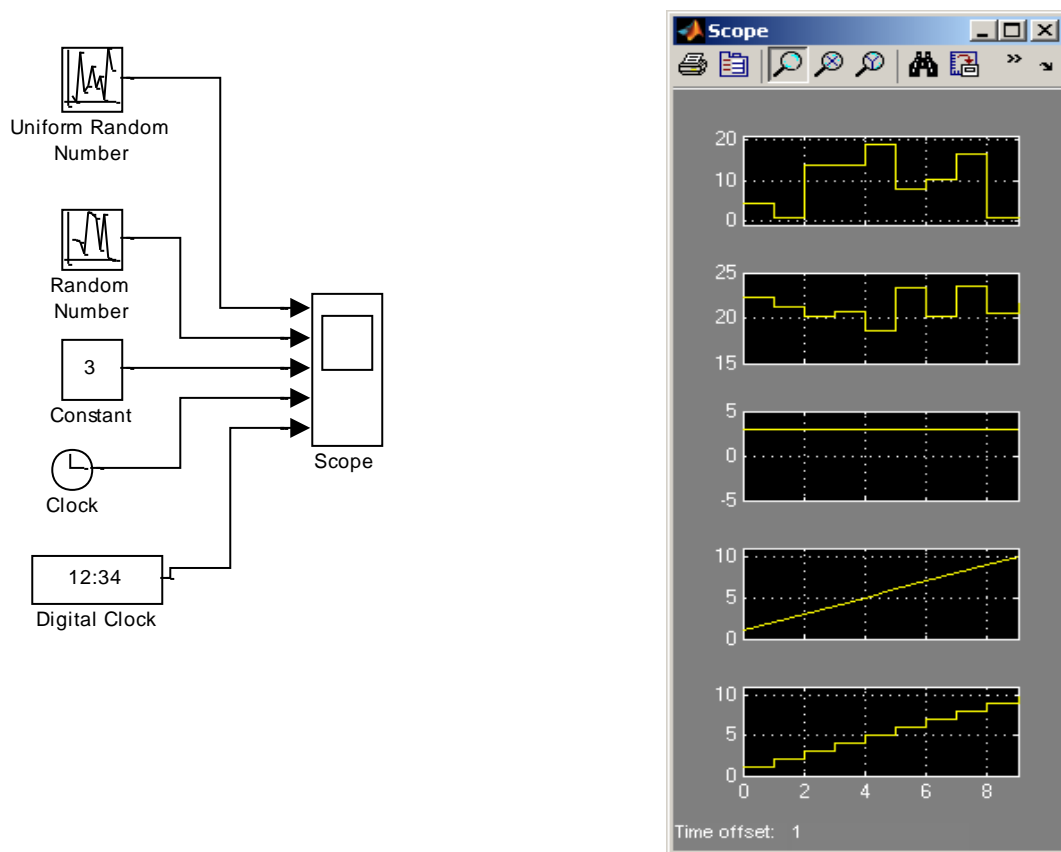 Uniform Random
Number
Random
Number
3
Constant
Clock
12:34
Digital Clock
Scope
Scope
20
10
0
25
20
15
5
0
-5
10
5
0
10
5
0
0 2 4 6 8
Time offset: 1